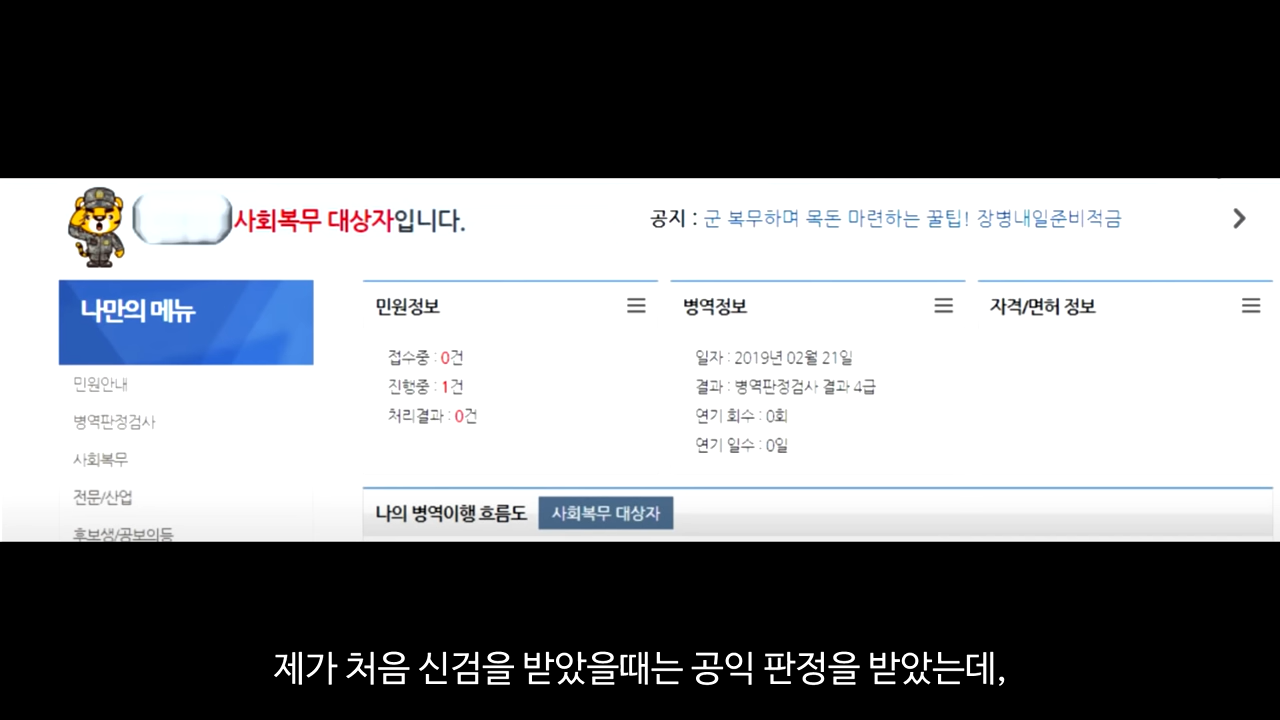 사회복무 대상자입니다.
공지 : 군 복무하며 목돈 마련하는 꿀팁! 장병내일준비적금
나만의 메뉴
민원안내
병역판정검사
사회복무
전문/산업
후보생/공보의등
민원정보
접수중 : 0건
진행중 : 1건
처리결과 : 0건
병역정보
일자 : 2019년 02월 21일
결과 : 병역판정검사 결과 4급
연기 회수 : 0회
연기 일수 : 0일
자격/면허 정보
나의 병역이행 흐름도 사회복무 대상자
제가 처음 신검을 받았을때는 공익 판정을 받았는데,